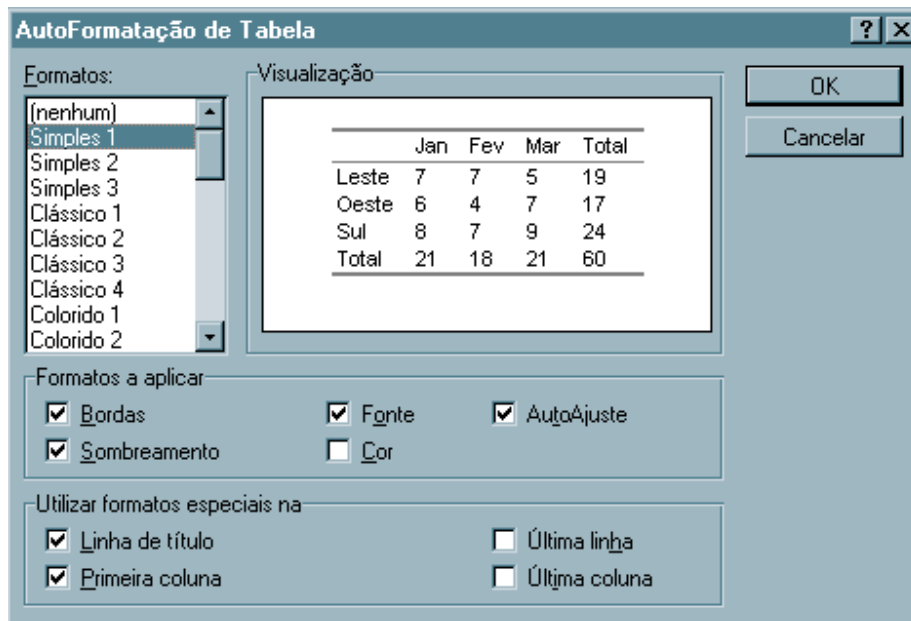 AutoFormatação de Tabela
Formatos:
(nenhum)
Simples 1
Simples 2
Simples 3
Clássico 1
Clássico 2
Clássico 3
Clássico 4
Colorido 1
Colorido 2
Visualização
Jan Fev Mar Total
Leste 7 7 5 19
Oeste 6 4 7 17
Sul 8 7 9 24
Total 21 18 21 60
OK
Cancelar
Formatos a aplicar
Bordas Fonte AutoAjuste
Sombreamento Cor
Utilizar formatos especiais na
Linha de título Última linha
Primeira coluna Última coluna